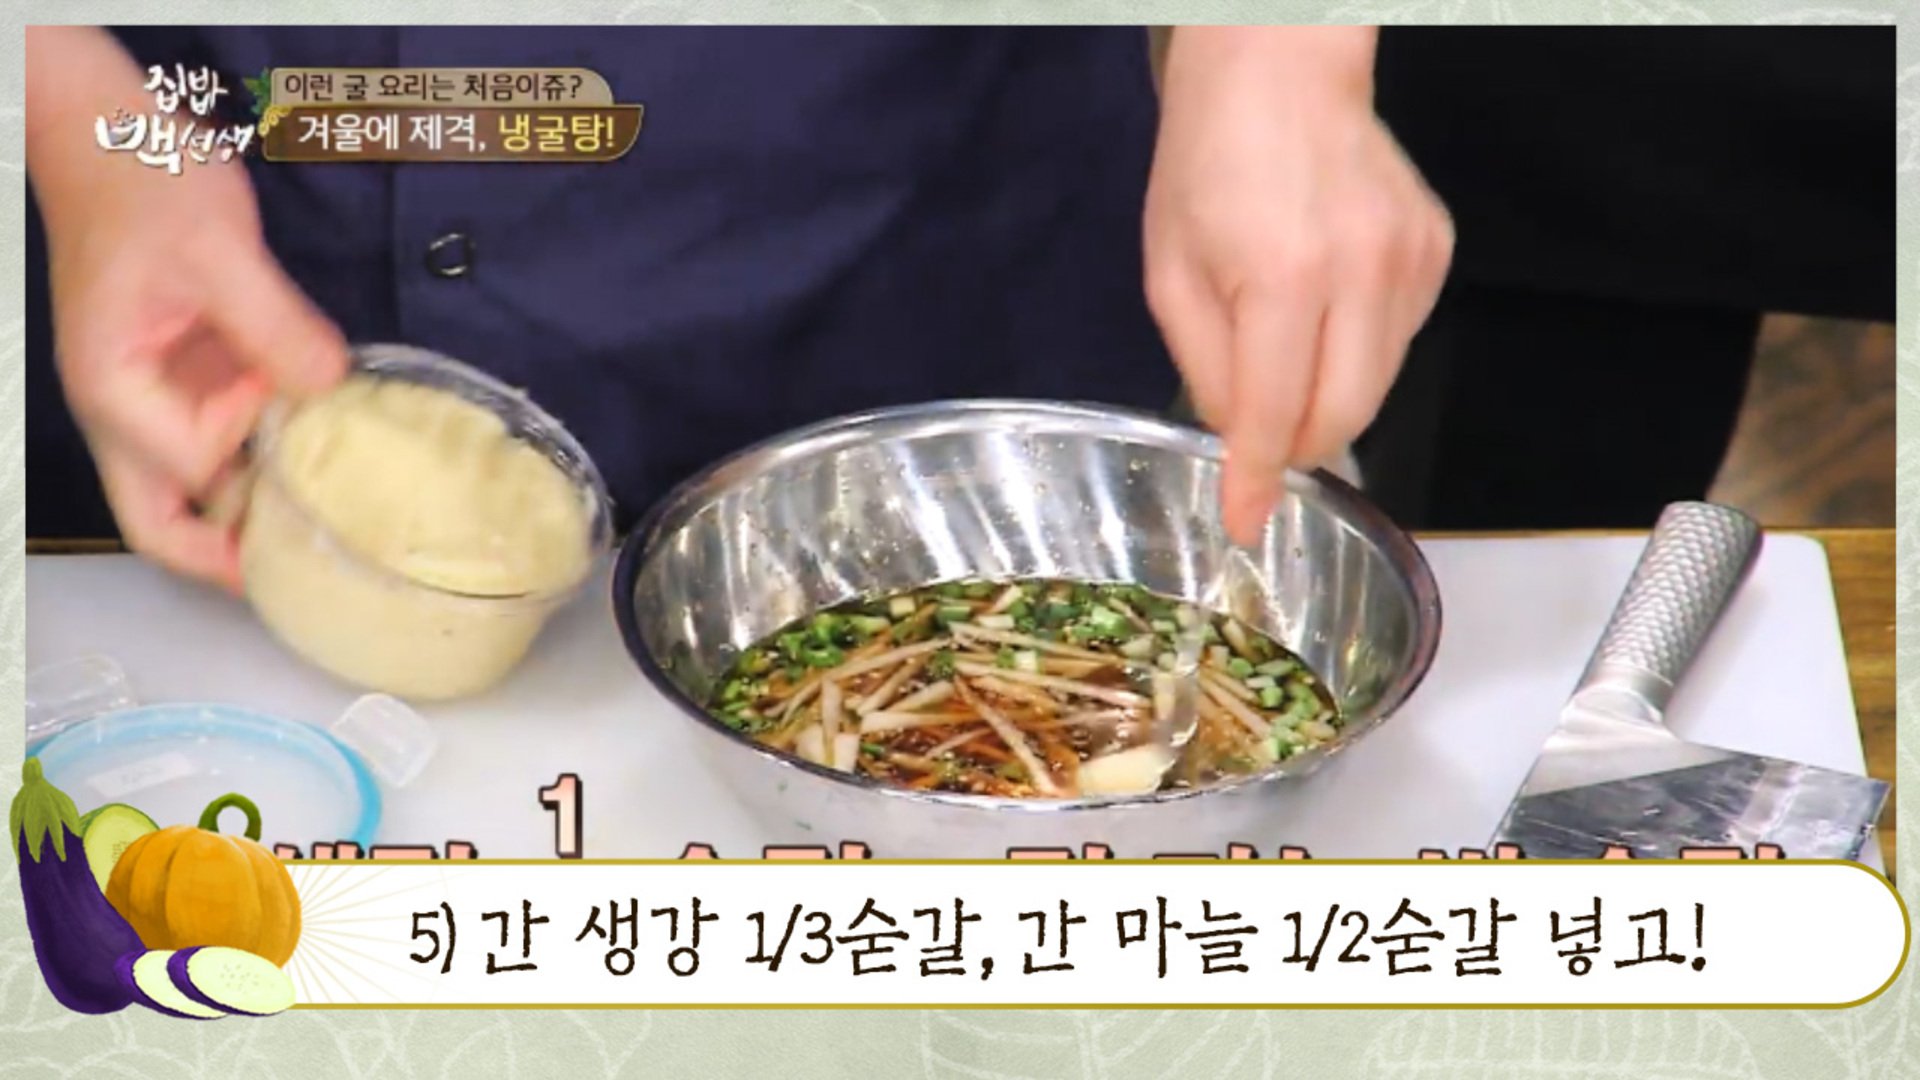 집밥
백선생
이런 굴 요리는 처음이쥬?
겨울에 제격, 냉굴탕!
1
5) 간 생강 1/3숟갈, 간 마늘 1/2숟갈 넣고!